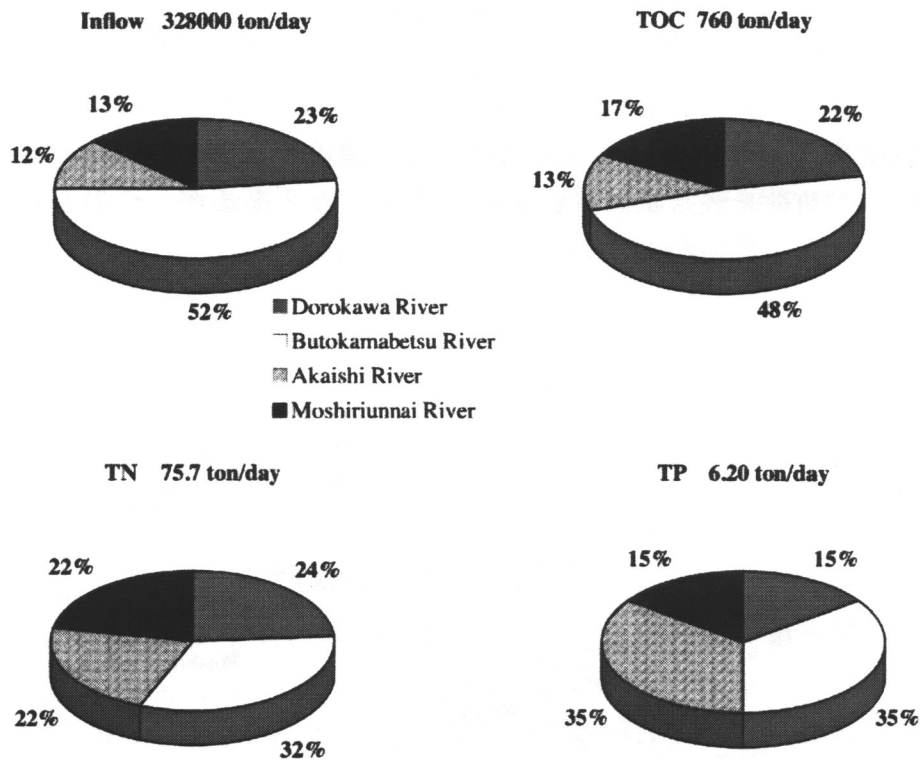 Inflow 328000 ton/day
13%
23%
12%
52%
TOC 760 ton/day
17%
22%
13%
48%
Dorokawa River
Butokamabetsu River
Akaishi River
Moshiriunnai River
TN 75.7 ton/day
22%
24%
22%
32%
TP 6.20 ton/day
15%
15%
35%
35%